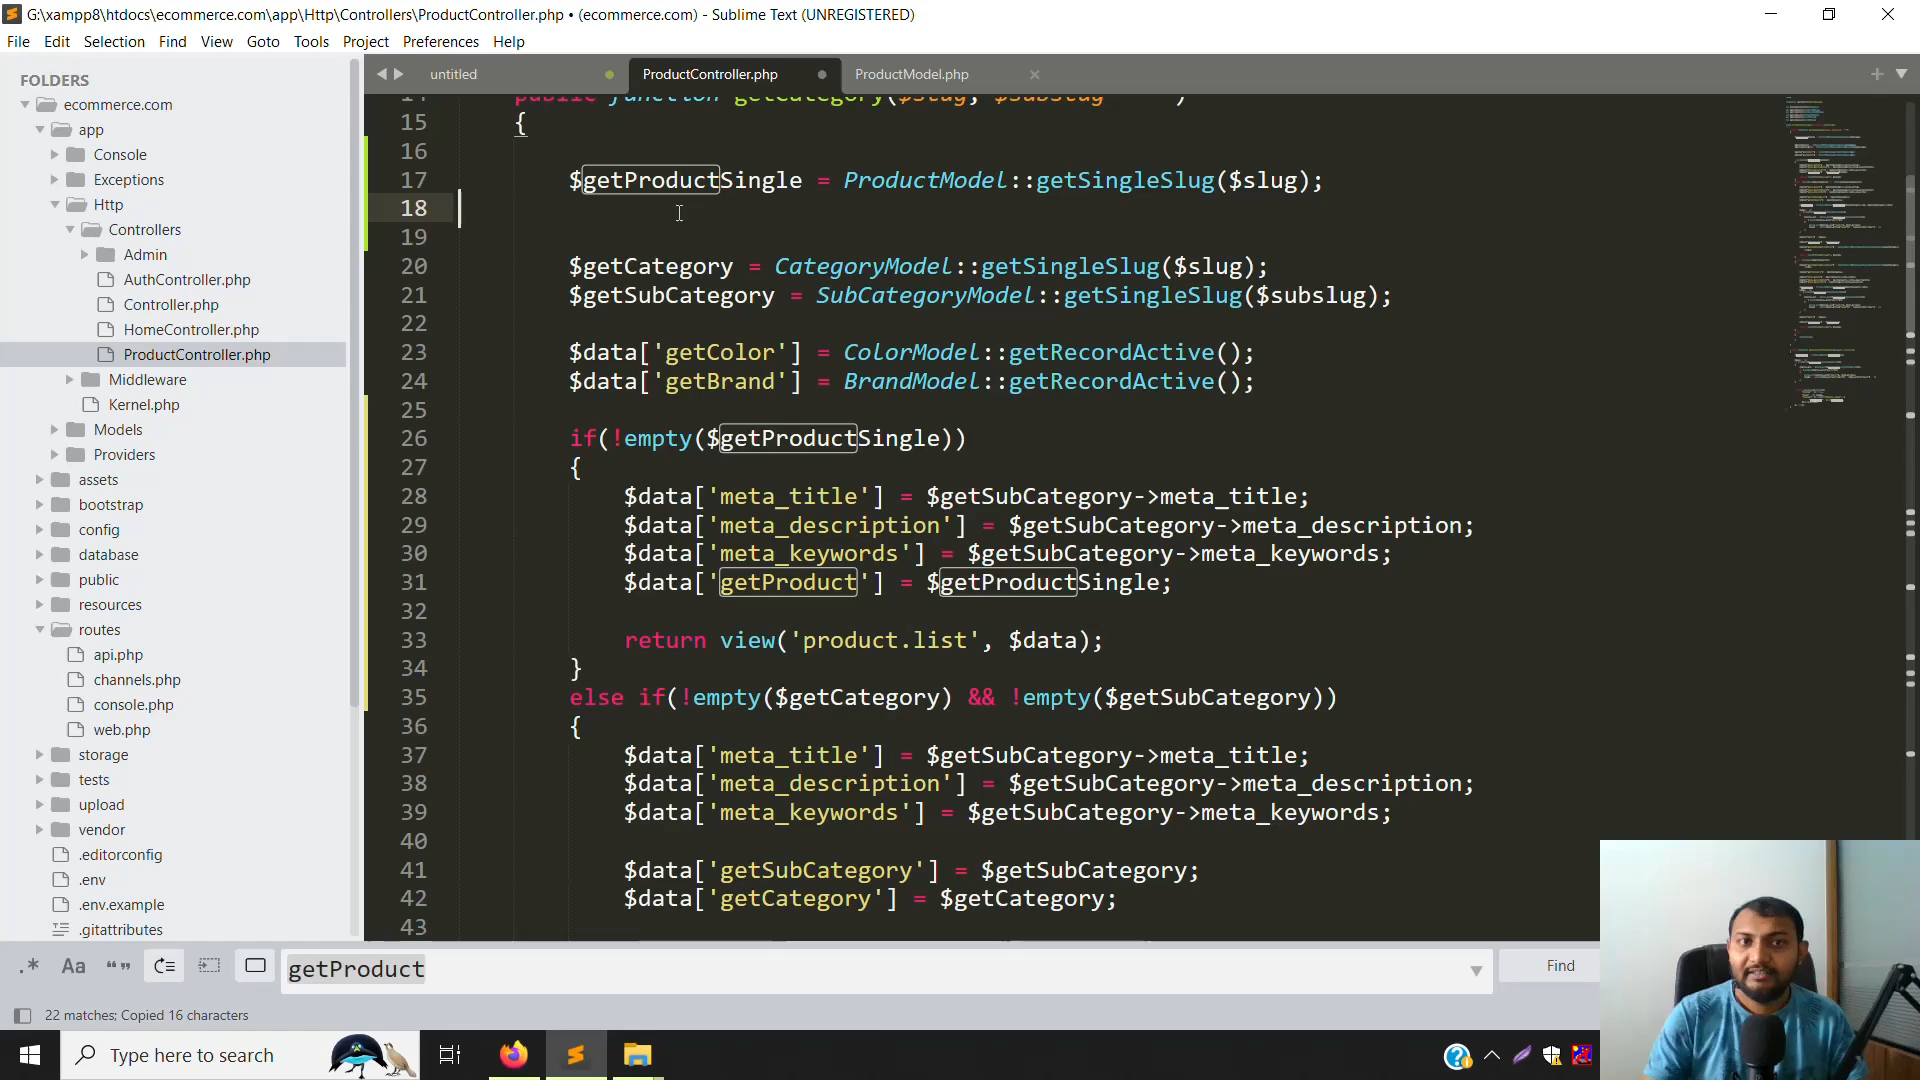 G:\xampp8\htdocs\ecommerce.com\app\Http\Controllers\ProductController.php • (ecommerce.com) - Sublime Text (UNREGISTERED)
File Edit Selection Find View Goto Tools Project Preferences Help
FOLDERS
ecommerce.com
app
Console
Exceptions
Http
Controllers
Admin
AuthController.php
Controller.php
HomeController.php
ProductController.php
Middleware
Kernel.php
Models
Providers
assets
bootstrap
config
database
public
resources
routes
api.php
channels.php
console.php
web.php
storage
tests
upload
vendor
.editorconfig
.env
.env.example
.gitattributes
untitled
ProductController.php
ProductModel.php
15 {
16
17 $getProductSingle = ProductModel::getSingleSlug($slug);
18
19
20 $getCategory = CategoryModel::getSingleSlug($slug);
21 $getSubCategory = SubCategoryModel::getSingleSlug($subslug);
22
23 $data['getColor'] = ColorModel::getRecordActive();
24 $data['getBrand'] = BrandModel::getRecordActive();
25
26 if(!empty($getProductSingle))
27 {
28 $data['meta_title'] = $getSubCategory->meta_title;
29 $data['meta_description'] = $getSubCategory->meta_description;
30 $data['meta_keywords'] = $getSubCategory->meta_keywords;
31 $data['getProduct'] = $getProductSingle;
32
33 return view('product.list', $data);
34 }
35 else if(!empty($getCategory) && !empty($getSubCategory))
36 {
37 $data['meta_title'] = $getSubCategory->meta_title;
38 $data['meta_description'] = $getSubCategory->meta_description;
39 $data['meta_keywords'] = $getSubCategory->meta_keywords;
40
41 $data['getSubCategory'] = $getSubCategory;
42 $data['getCategory'] = $getCategory;
43
.* Aa “” getProduct Find
22 matches; Copied 16 characters
Type here to search